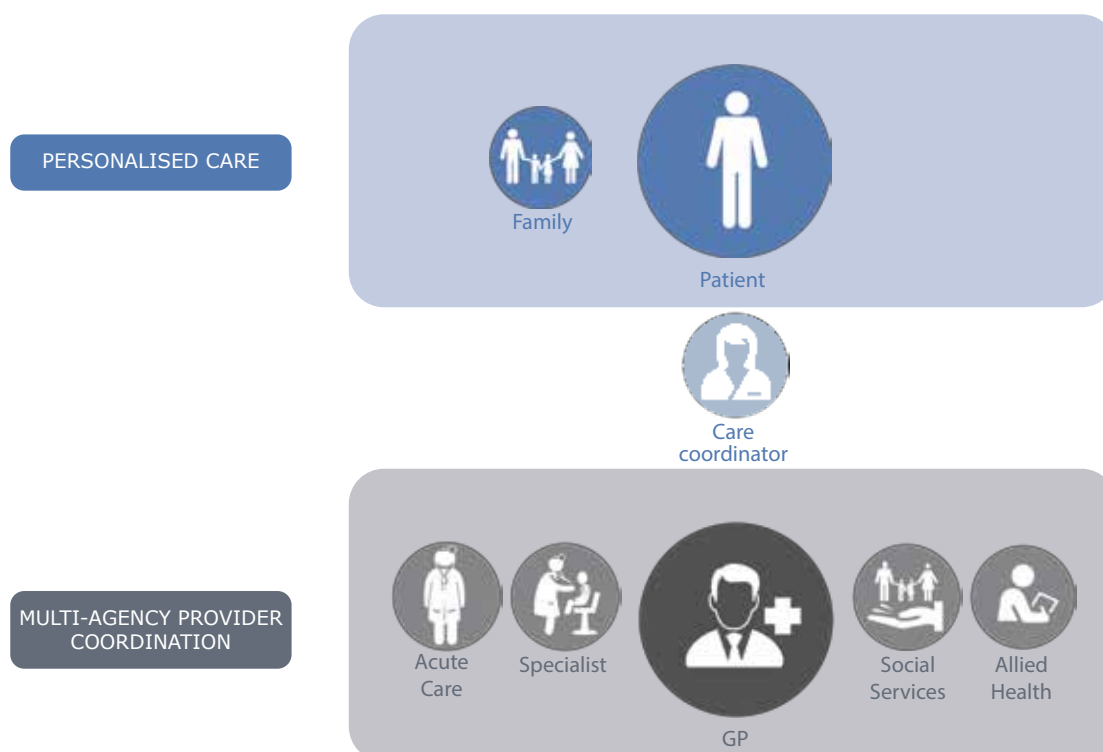 PERSONALISED CARE
Family
Patient
Care
coordinator
MULTI-AGENCY PROVIDER
COORDINATION
Acute
Care
Specialist
GP
Social
Services
Allied
Health